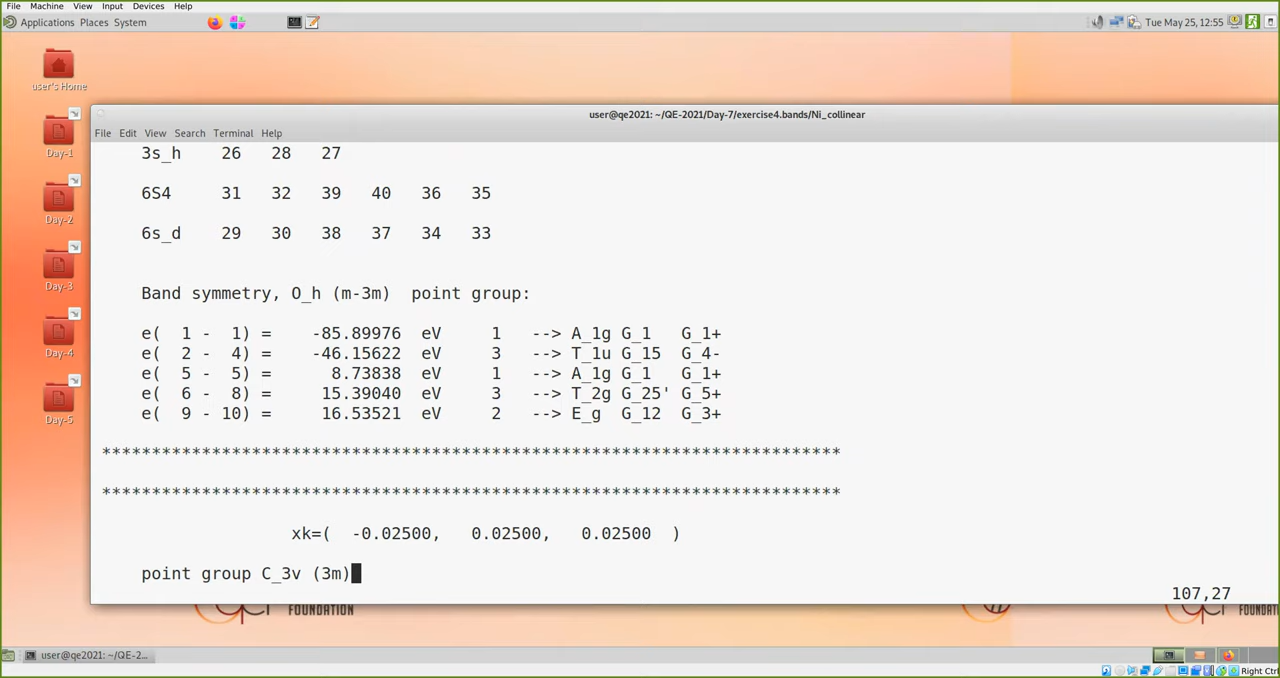 File Machine View Input Devices Help
Applications Places System
Tue May 25, 12:55
user's Home
Day-1
Day-2
Day-3
Day-4
Day-5
user@qe2021: ~/QE-2021/Day-7/exercise4.bands/Ni_collinear
File Edit View Search Terminal Help
3s_h 26 28 27
6S4 31 32 39 40 36 35
6s_d 29 30 38 37 34 33
Band symmetry, O_h (m-3m) point group:
e( 1 - 1) = -85.89976 eV 1 --> A_1g G_1 G_1+
e( 2 - 4) = -46.15622 eV 3 --> T_1u G_15 G_4-
e( 5 - 5) = 8.73838 eV 1 --> A_1g G_1 G_1+
e( 6 - 8) = 15.39040 eV 3 --> T_2g G_25' G_5+
e( 9 - 10) = 16.53521 eV 2 --> E_g G_12 G_3+
**************************************************************************
**************************************************************************
xk=( -0.02500, 0.02500, 0.02500 )
point group C_3v (3m)
107,27
FOUNDATION
user@qe2021: ~/QE-2...
Right Ctrl